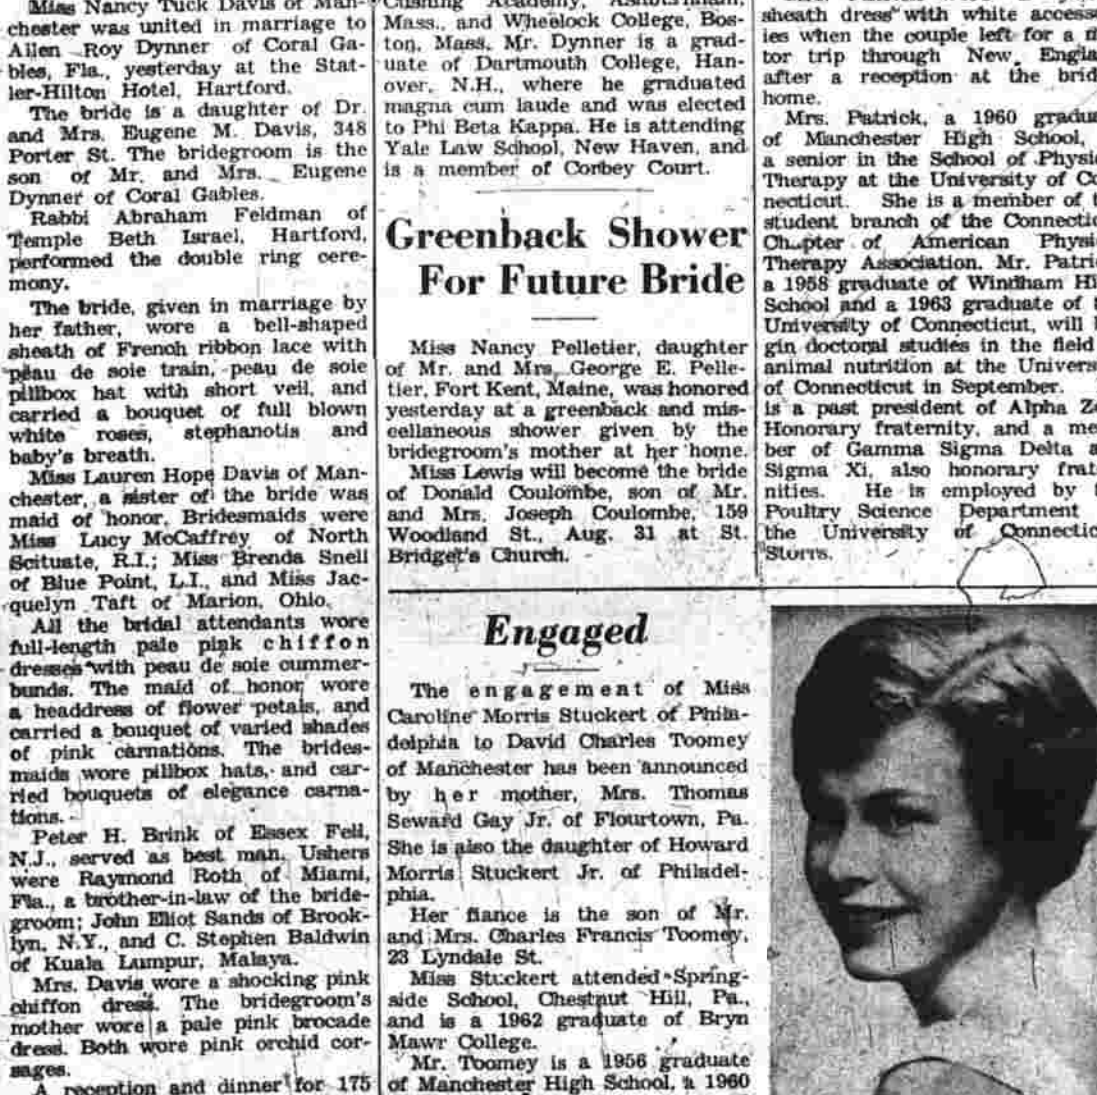 Miss Nancy Tuck Davis of Man-
chester was united in marriage to
Allen Roy Dynner of Coral Ga-
bles, Fla., yesterday at the Stat-
ler-Hilton Hotel, Hartford.
The bride is a daughter of Dr.
and Mrs. Eugene M. Davis, 348
Porter St. The bridegroom is the
son of Mr. and Mrs. Eugene
Dynner of Coral Gables.
Rabbi Abraham Feldman of
Temple Beth Israel, Hartford,
performed the double ring cere-
mony.
The bride, given in marriage by
her father, wore a bell-shaped
sheath of French ribbon lace with
peau de soie train, peau de soie
pillbox hat with short veil, and
carried a bouquet of full blown
white roses, stephanotis and
baby's breath.
Miss Lauren Hope Davis of Man-
chester, a sister of the bride was
maid of honor. Bridesmaids were
Miss Lucy McCaffrey of North
Scituate, R.I.; Miss Brenda Snell
of Blue Point, L.I., and Miss Jac-
quelyn Taft of Marion, Ohio.
All the bridal attendants wore
full-length pale pink chiffon
dresses with peau de soie cummer-
bunds. The maid of honor wore
a headdress of flower petals, and
carried a bouquet of varied shades
of pink carnations. The brides-
maids wore pillbox hats, and car-
ried bouquets of elegance carna-
tions.
Peter H. Brink of Essex Fell,
N.J., served as best man. Ushers
were Raymond Roth of Miami,
Fla., a brother-in-law of the bride-
groom; John Elliot Sands of Brook-
lyn, N.Y., and C. Stephen Baldwin
of Kuala Lumpur, Malaya.
Mrs. Davis wore a shocking pink
chiffon dress. The bridegroom's
mother wore a pale pink brocade
dress. Both wore pink orchid cor-
sages.
A reception and dinner for 175
Cushing Academy,
Mass., and Wheelock College, Bos-
ton, Mass. Mr. Dynner is a grad-
uate of Dartmouth College, Han-
over, N.H., where he graduated
magna cum laude and was elected
to Phi Beta Kappa. He is attending
Yale Law School, New Haven, and
is a member of Corbey Court.
Greenback Shower
For Future Bride
Miss Nancy Pelletier, daughter
of Mr. and Mrs. George E. Pelle-
tier, Fort Kent, Maine, was honored
yesterday at a greenback and mis-
cellaneous shower given by the
bridegroom's mother at her home.
Miss Lewis will become the bride
of Donald Coulombe, son of Mr.
and Mrs. Joseph Coulombe, 159
Woodland St., Aug. 31 at St.
Bridget's Church.
Engaged
The engagement of Miss
Caroline Morris Stuckert of Phila-
delphia to David Charles Toomey
of Manchester has been announced
by her mother, Mrs. Thomas
Seward Gay Jr. of Flourtown, Pa.
She is also the daughter of Howard
Morris Stuckert Jr. of Philadel-
phia.
Her fiance is the son of Mr.
and Mrs. Charles Francis Toomey,
23 Lyndale St.
Miss Stuckert attended Spring-
side School, Chestnut Hill, Pa.,
and is a 1962 graduate of Bryn
Mawr College.
Mr. Toomey is a 1956 graduate
of Manchester High School, a 1960
sheath dress with white access
ies when the couple left for a
tor trip through New Engla
after a reception at the brid
home.
Mrs. Patrick, a 1960 gradua
of Manchester High School,
a senior in the School of Physic
Therapy at the University of Co
necticut. She is a member of t
student branch of the Connectic
Chapter of American Physic
Therapy Association. Mr. Patric
a 1958 graduate of Windham Hi
School and a 1963 graduate of t
University of Connecticut, will b
gin doctoral studies in the field
animal nutrition at the Univers
of Connecticut in September.
is a past president of Alpha Ze
Honorary fraternity, and a me
ber of Gamma Sigma Delta a
Sigma Xi, also honorary frat
nities. He is employed by t
Poultry Science Department
the University of Connectic
Storrs.